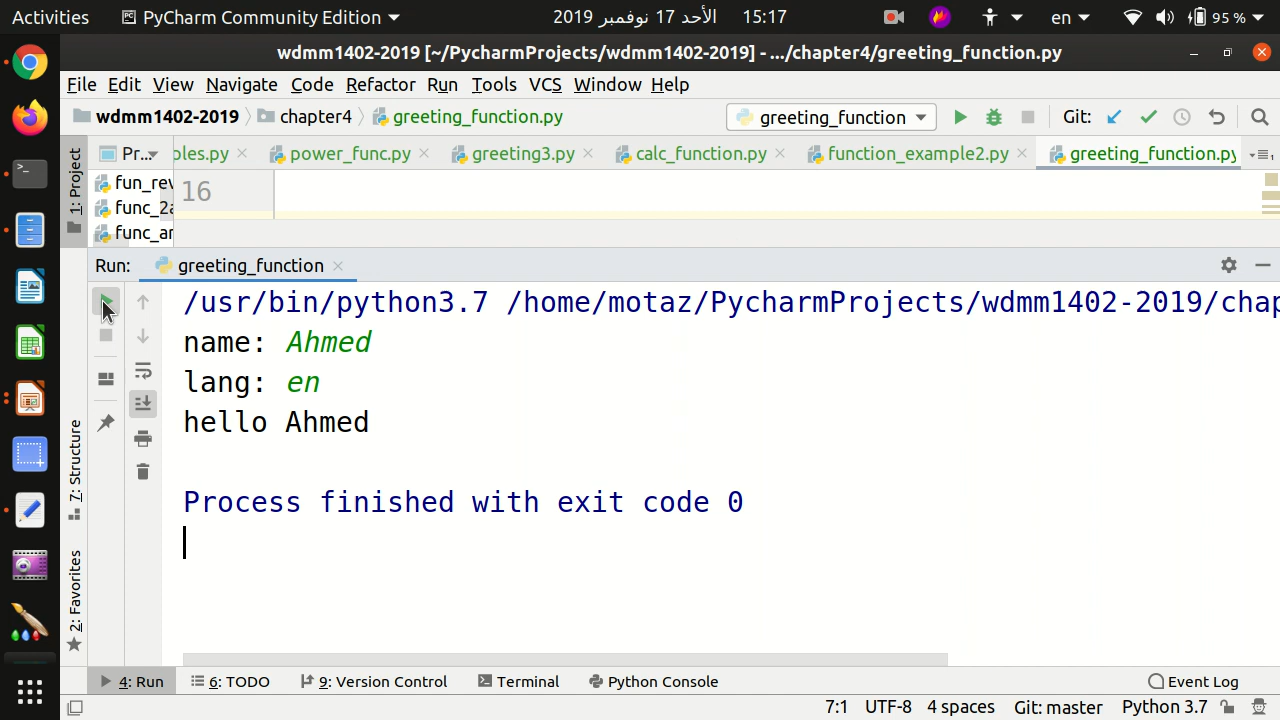 Activities PyCharm Community Edition 2019 الأحد 17 نوفمبر 15:17 en 95 %
wdmm1402-2019 [~/PycharmProjects/wdmm1402-2019] - .../chapter4/greeting_function.py
File Edit View Navigate Code Refactor Run Tools VCS Window Help
wdmm1402-2019 chapter4 greeting_function.py greeting_function Git:
1: Project Pr... oles.py power_func.py greeting3.py calc_function.py function_example2.py greeting_function.py
fun_rev 16
func_2a
func_ar
Run: greeting_function
/usr/bin/python3.7 /home/motaz/PycharmProjects/wdmm1402-2019/chap
name: Ahmed
lang: en
hello Ahmed
Process finished with exit code 0
7: Structure
2: Favorites
4: Run 6: TODO 9: Version Control Terminal Python Console Event Log
7:1 UTF-8 4 spaces Git: master Python 3.7